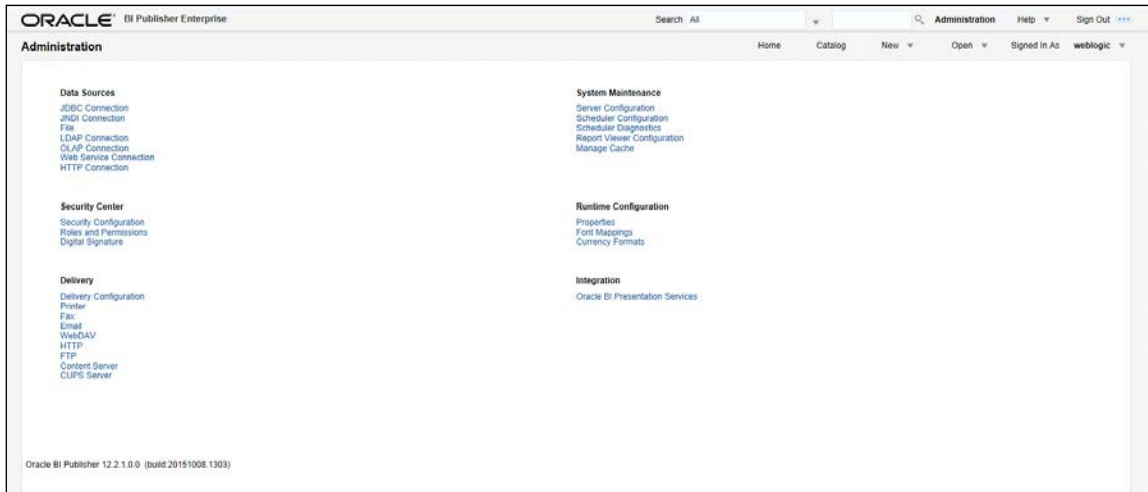 ORACLE BI Publisher Enterprise Search All Administration Help Sign Out
Administration Home Catalog New Open Signed In As weblogic
Data Sources
JDBC Connection
JNDI Connection
File
LDAP Connection
OLAP Connection
Web Service Connection
HTTP Connection
System Maintenance
Server Configuration
Scheduler Configuration
Scheduler Diagnostics
Report Viewer Configuration
Manage Cache
Security Center
Security Configuration
Roles and Permissions
Digital Signature
Runtime Configuration
Properties
Font Mappings
Currency Formats
Delivery
Delivery Configuration
Printer
Fax
Email
WebDAV
HTTP
FTP
Content Server
CUPS Server
Integration
Oracle BI Presentation Services
Oracle BI Publisher 12.2.1.0.0 (build:20151008.1303)